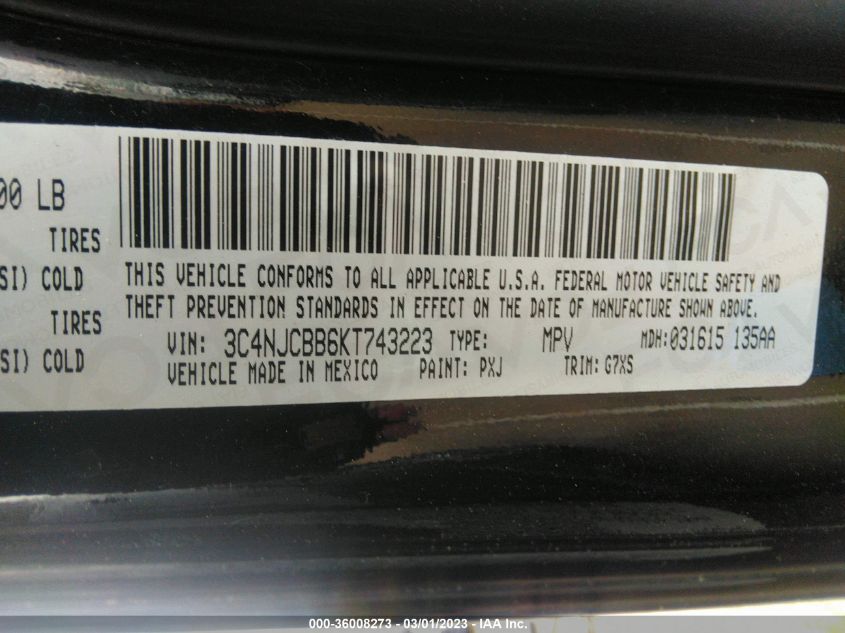 00 LB
TIRES
SI) COLD
TIRES
SI) COLD
THIS VEHICLE CONFORMS TO ALL APPLICABLE U.S.A. FEDERAL MOTOR VEHICLE SAFETY AND
THEFT PREVENTION STANDARDS IN EFFECT ON THE DATE OF MANUFACTURE SHOWN ABOVE.
VIN: 3C4NJCBB6KT743223 TYPE: MPV MDH:031615 135AA
VEHICLE MADE IN MEXICO PAINT: PXJ TRIM: G7XS
000-36008273 - 03/01/2023 - IAA Inc.